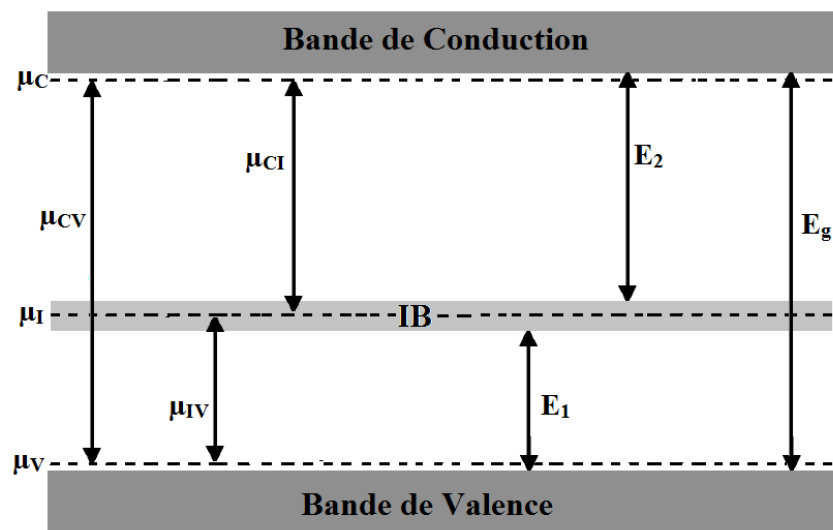 Bande de Conduction
μC
μCI
E2
μCV
Eg
μI
IB
μIV
E1
μV
Bande de Valence